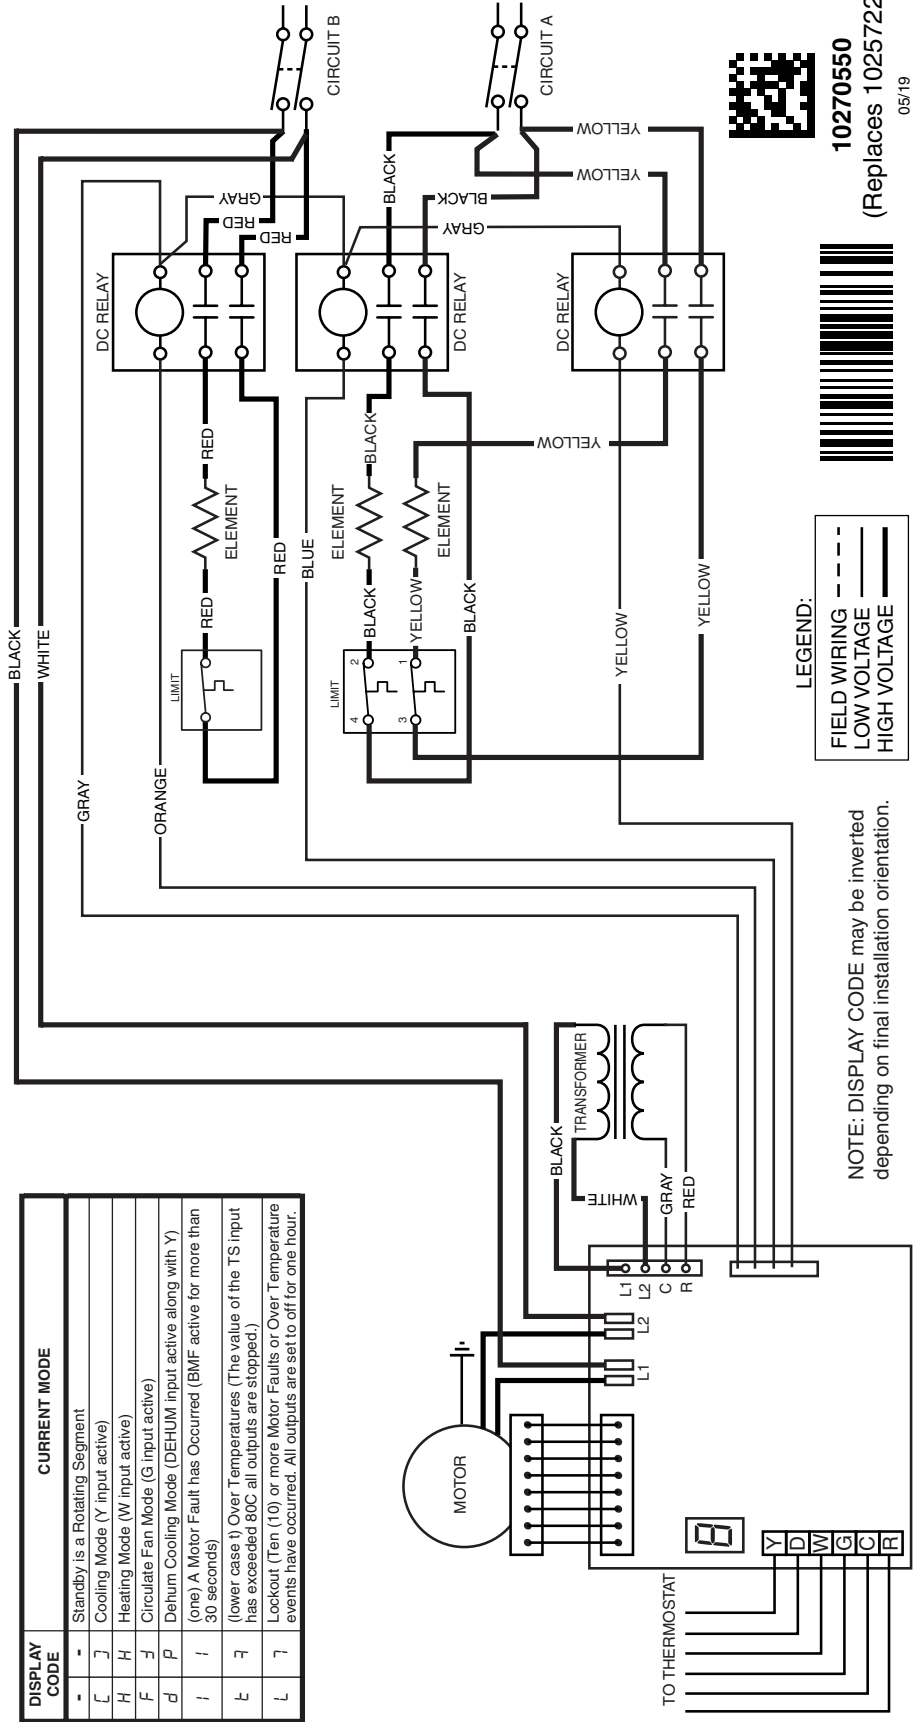 DISPLAY CODE
CURRENT MODE
- - Standby is a Rotating Segment
Cooling Mode (Y input active)
H H Heating Mode (W input active)
F Circulate Fan Mode (G input active)
d P Dehum Cooling Mode (DEHUM input active along with Y)
(one) A Motor Fault has Occurred (BMF active for more than
30 seconds)
t (lower case t) Over Temperatures (The value of the TS input
has exceeded 80C all outputs are stopped.)
L Lockout (Ten (10) or more Motor Faults or Over Temperature
events have occurred. All outputs are set to off for one hour.
BLACK
WHITE
GRAY
ORANGE
CIRCUIT B
CIRCUIT A
GRAY
RED
RED
DC RELAY
BLACK
BLACK
GRAY
DC RELAY
YELLOW
YELLOW
DC RELAY
RED
ELEMENT
RED
RED
LIMIT
BLUE
BLACK
ELEMENT
ELEMENT
YELLOW
BLACK
YELLOW
BLACK
LIMIT
2
4
1
3
YELLOW
YELLOW
MOTOR
L1
L2
L1
L2
C
R
BLACK
WHITE
TRANSFORMER
GRAY
RED
TO THERMOSTAT
Y
D
W
G
C
R
NOTE: DISPLAY CODE may be inverted
depending on final installation orientation.
LEGEND:
FIELD WIRING
LOW VOLTAGE
HIGH VOLTAGE
10270550
(Replaces 1025722
05/19